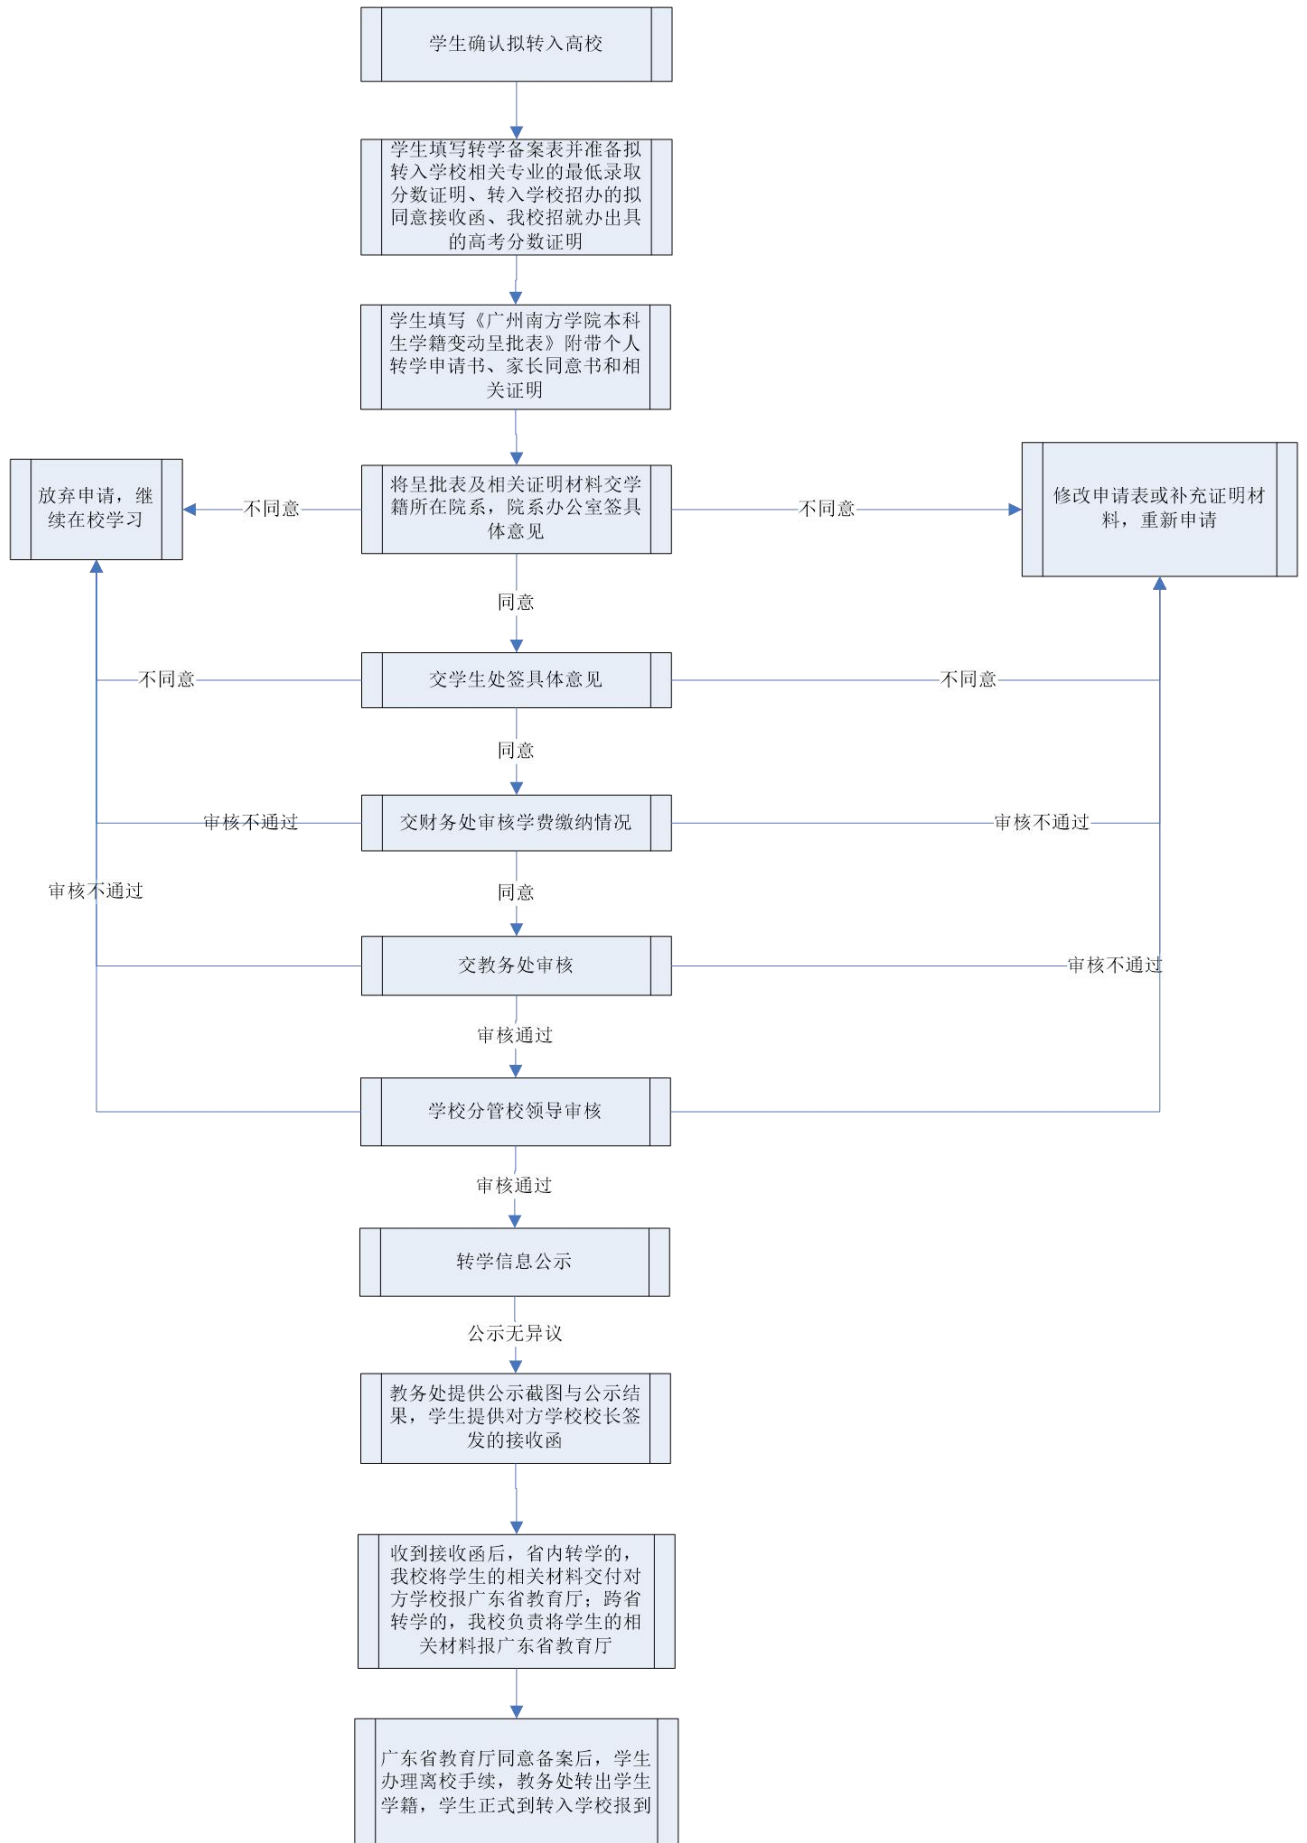 学生确认拟转入高校
学生填写转学备案表并准备拟
转入学校相关专业的最低录取
分数证明、转入学校招办的拟
同意接收函、我校招就办出具
的高考分数证明
学生填写《广州南方学院本科
生学籍变动呈批表》附带个人
转学申请书、家长同意书和相
关证明
放弃申请，继
续在校学习
不同意
将呈批表及相关证明材料交学
籍所在院系，院系办公室签具
体意见
不同意
修改申请表或补充证明材
料，重新申请
同意
不同意
交学生处签具体意见
不同意
同意
审核不通过
交财务处审核学费缴纳情况
审核不通过
审核不通过
同意
交教务处审核
审核不通过
审核通过
学校分管校领导审核
审核通过
转学信息公示
公示无异议
教务处提供公示截图与公示结
果，学生提供对方学校校长签
发的接收函
收到接收函后，省内转学的，
我校将学生的相关材料交付对
方学校报广东省教育厅；跨省
转学的，我校负责将学生的相
关材料报广东省教育厅
广东省教育厅同意备案后，学生
办理离校手续，教务处转出学生
学籍，学生正式到转入学校报到